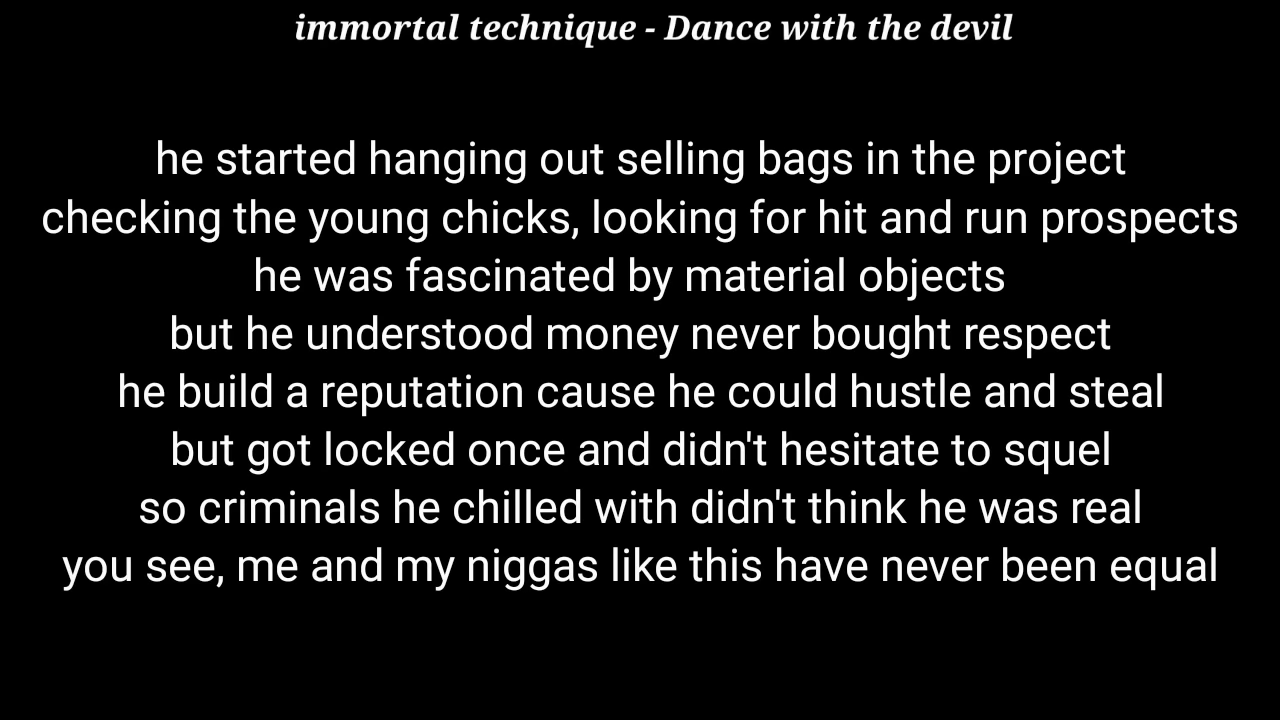 immortal technique - Dance with the devil
he started hanging out selling bags in the project
checking the young chicks, looking for hit and run prospects
he was fascinated by material objects
but he understood money never bought respect
he build a reputation cause he could hustle and steal
but got locked once and didn't hesitate to squel
so criminals he chilled with didn't think he was real
you see, me and my niggas like this have never been equal